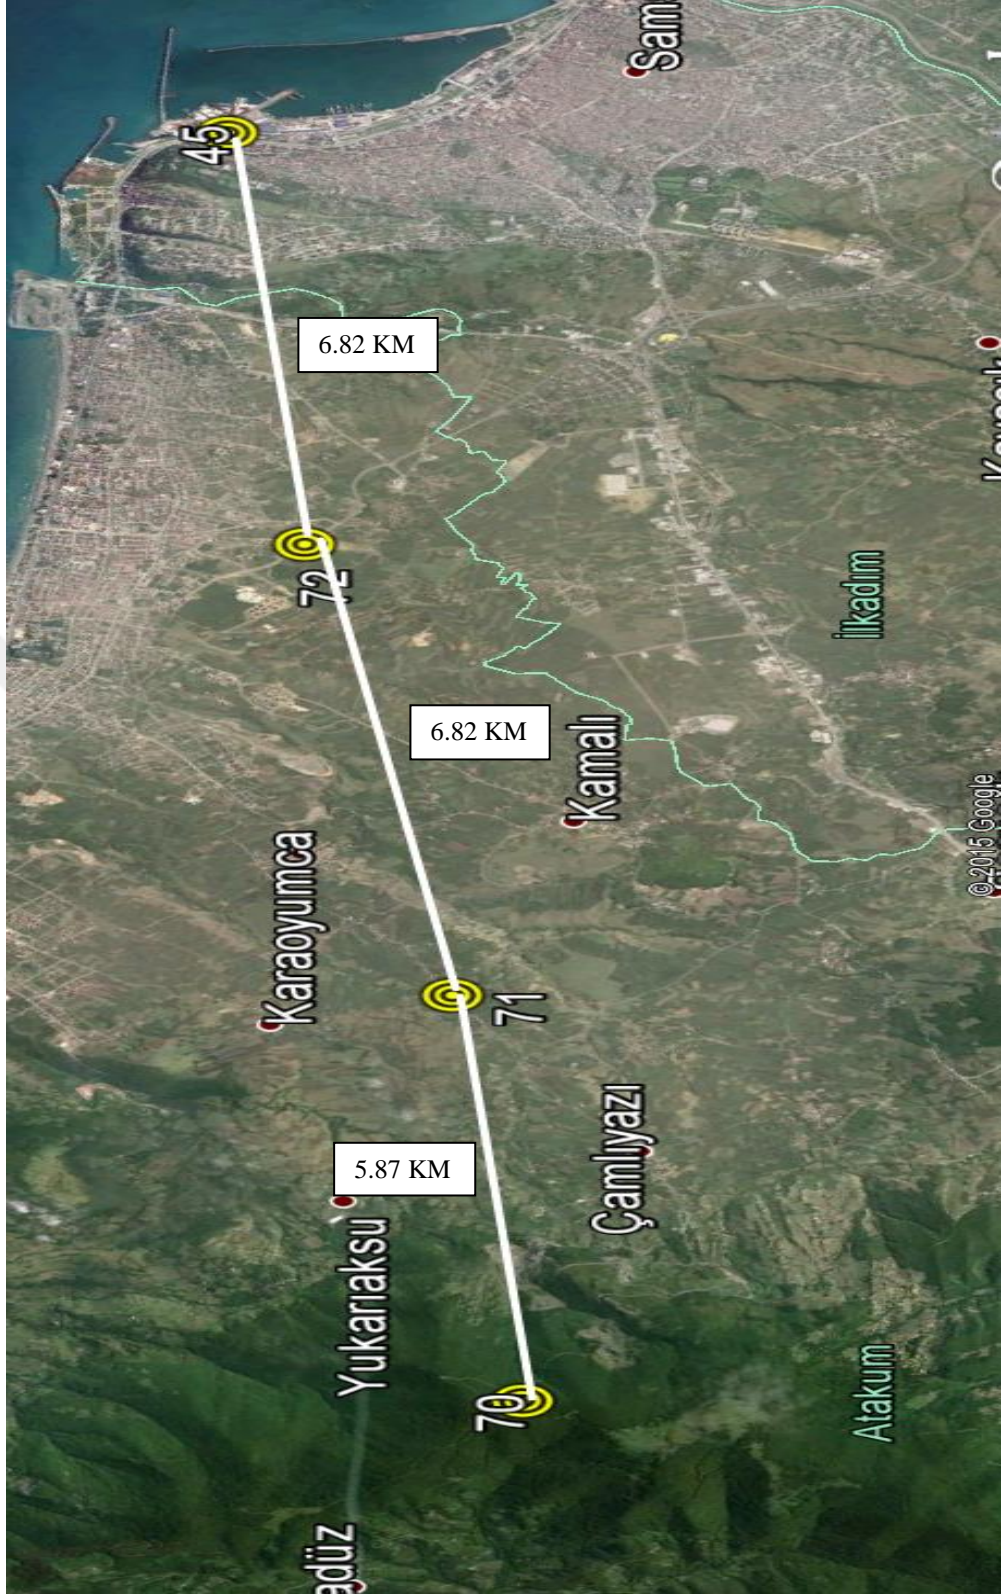 Sam
45
6.82 KM
72
İlkadım
6.82 KM
Kamalı
Karaoyumca
© 2015 Google
71
5.87 KM
Çamlıyazı
Yukarıaksu
70
Atakum
adüz